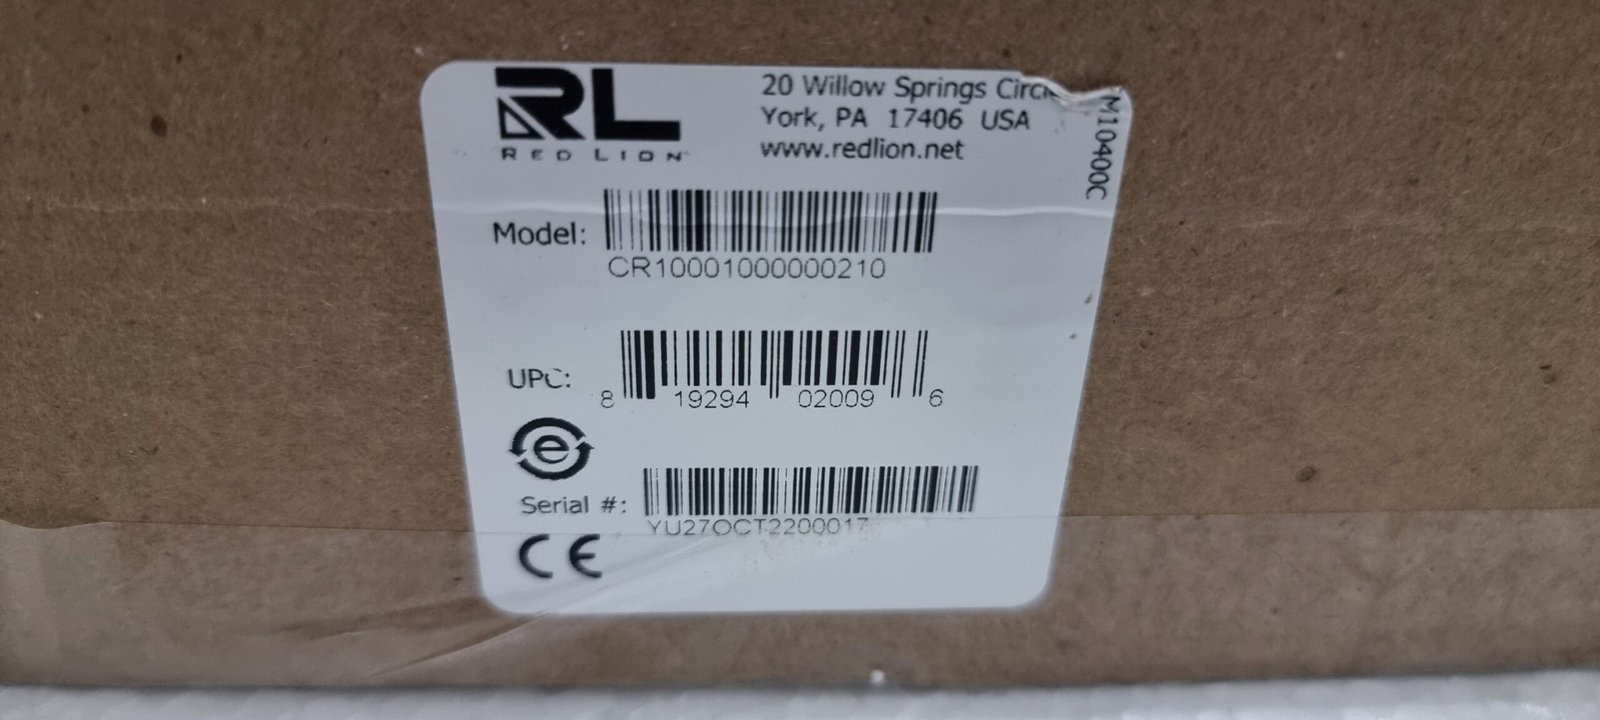 RL
RED LION
20 Willow Springs
York, PA 17406 USA
www.redlion.net
M10400C
Model:
CR10001000000210
UPC:
8 19294 02009 6
e
Serial #:
YU27OCT2200017
CE